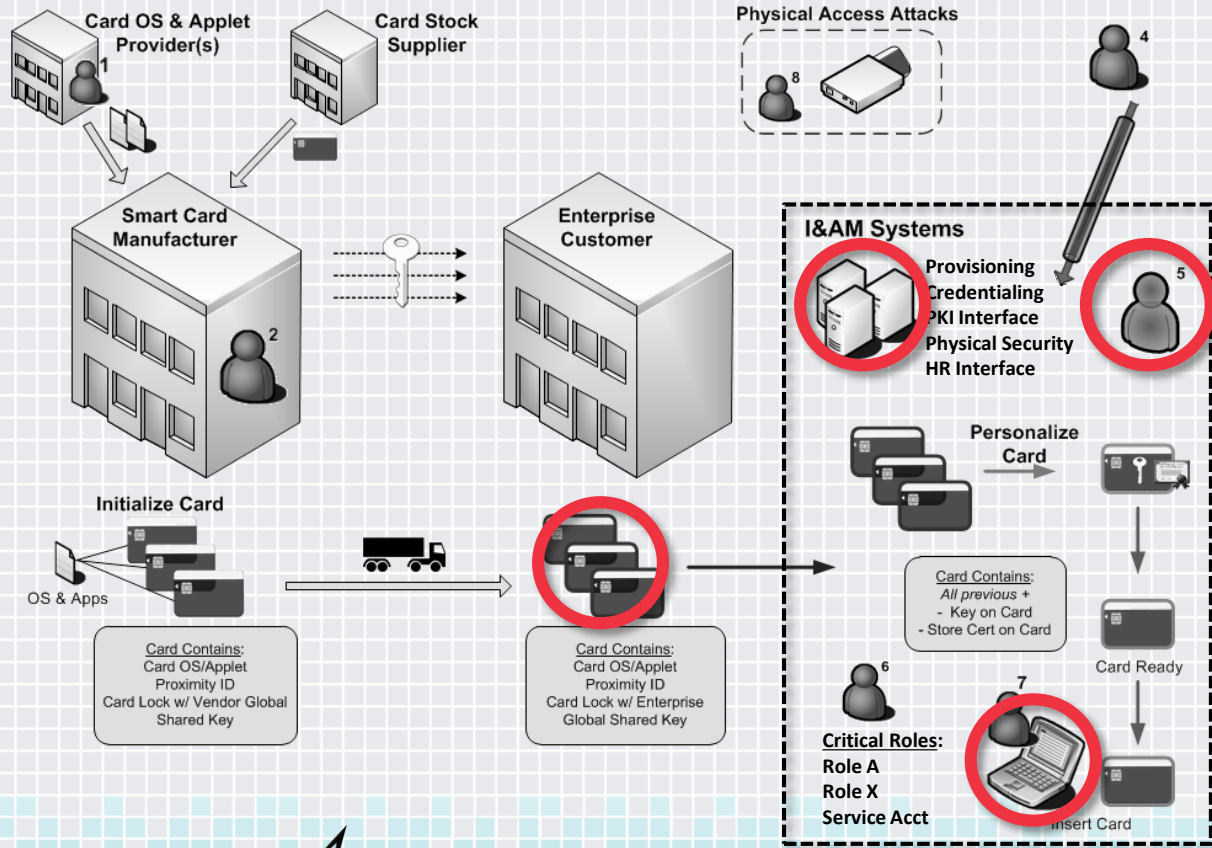 Card OS & Applet
Provider(s)
1
Card Stock
Supplier
Physical Access Attacks
8
4
Smart Card
Manufacturer
2
Enterprise
Customer
I&AM Systems
Provisioning
Credentialing
PKI Interface
Physical Security
HR Interface
5
Personalize
Card
Initialize Card
OS & Apps
Card Contains:
Card OS/Applet
Proximity ID
Card Lock w/ Vendor Global
Shared Key
Card Contains:
Card OS/Applet
Proximity ID
Card Lock w/ Enterprise
Global Shared Key
Card Contains:
All previous +
- Key on Card
- Store Cert on Card
Card Ready
6
7
Critical Roles:
Role A
Role X
Service Acct
Insert Card